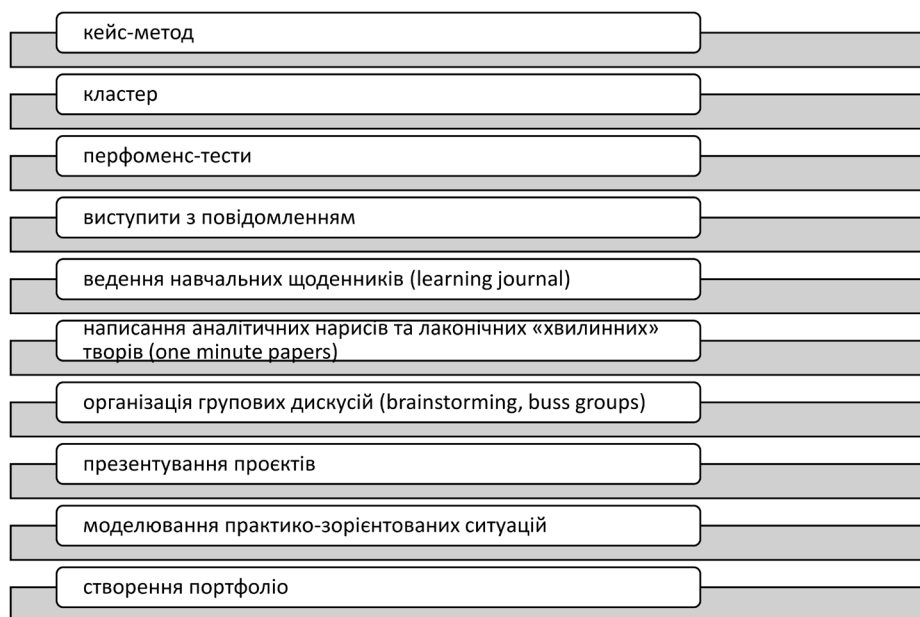 кейс-метод
кластер
перфоменс-тести
виступити з повідомленням
ведення навчальних щоденників (learning journal)
написання аналітичних нарисів та лаконічних «хвилинних»
творів (one minute papers)
організація групових дискусій (brainstorming, buss groups)
презентування проєктів
моделювання практико-зорієнтованих ситуацій
створення портфоліо